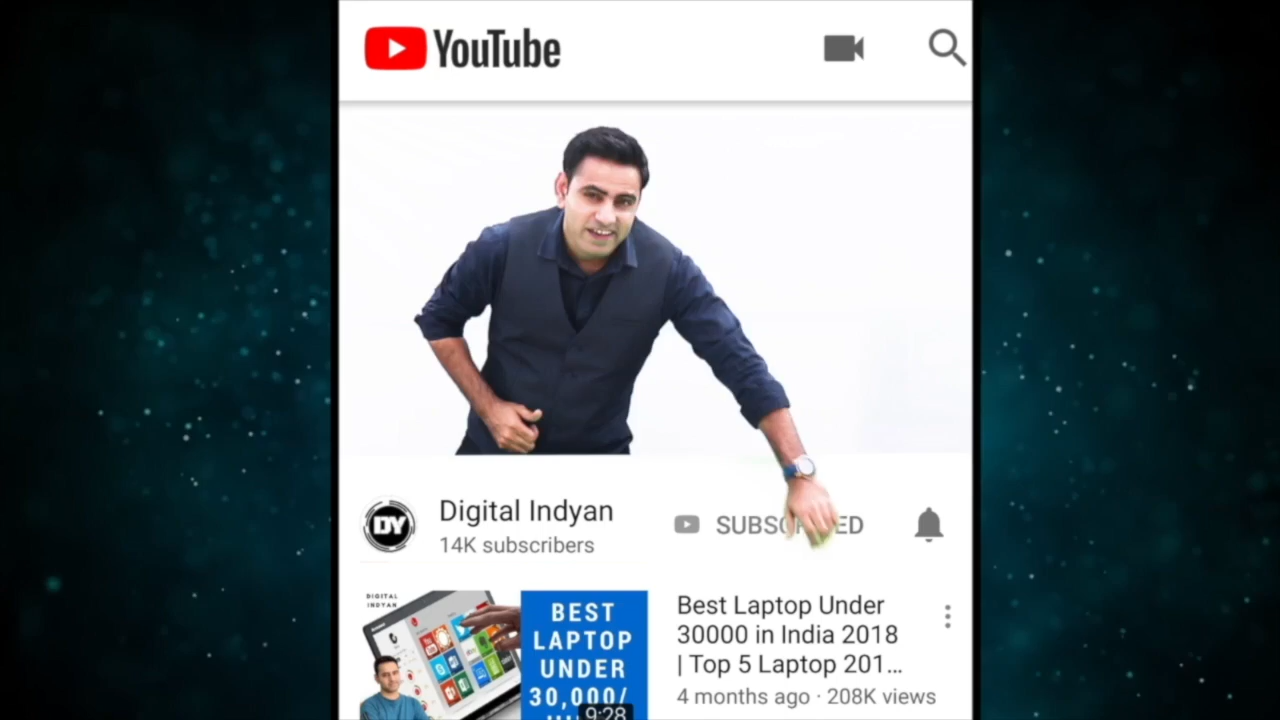 YouTube
Digital Indyan
14K subscribers
SUBSCRIBED
DY
DIGITAL
INDYAN
BEST
LAPTOP
UNDER
30,000/
9:28
Best Laptop Under
30000 in India 2018
| Top 5 Laptop 201...
4 months ago · 208K views